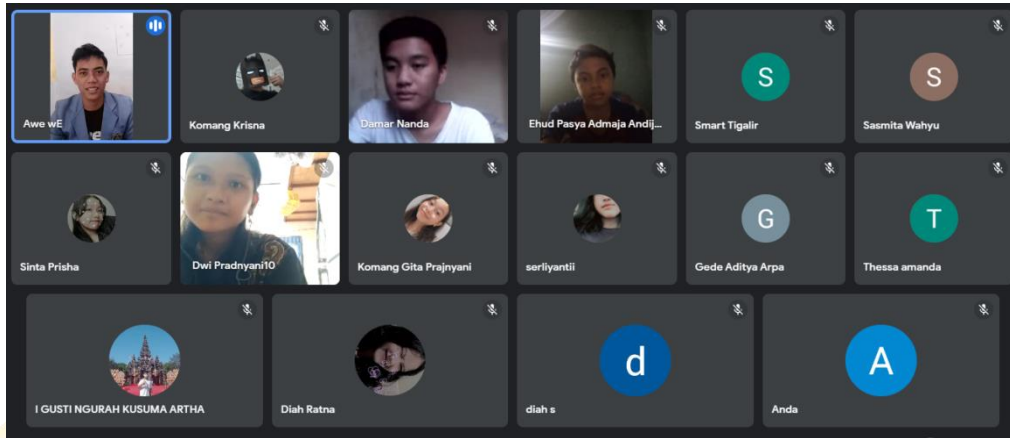 Awe wE
Komang Krisna
Damar Nanda
Ehud Pasya Admaja Andij...
S
Smart Tigalir
S
Sasmita Wahyu
Sinta Prisha
Dwi Pradnyani10
Komang Gita Prajnyani
serliyantii
G
Gede Aditya Arpa
T
Thessa amanda
I GUSTI NGURAH KUSUMA ARTHA
Diah Ratna
d
diah s
A
Anda